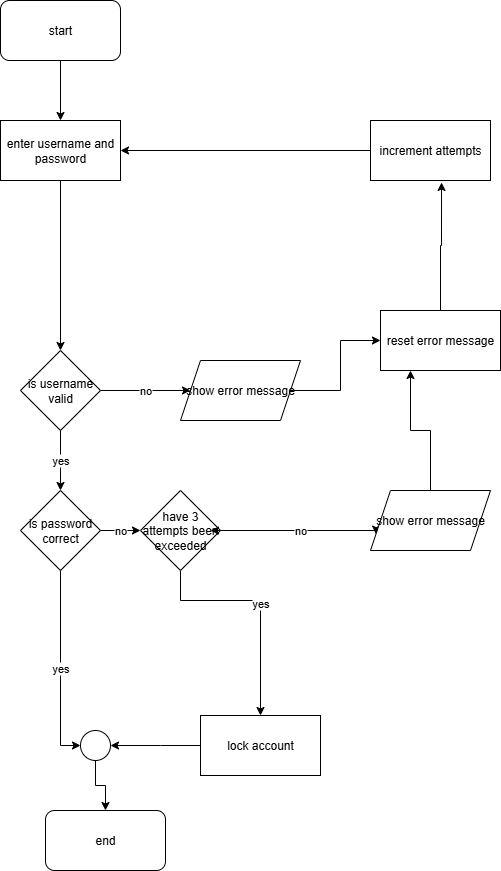 start
enter username and
password
increment attempts
reset error message
is username
valid
no
show error message
yes
is password
correct
no
have 3
attempts been
exceeded
no
show error message
yes
yes
lock account
end